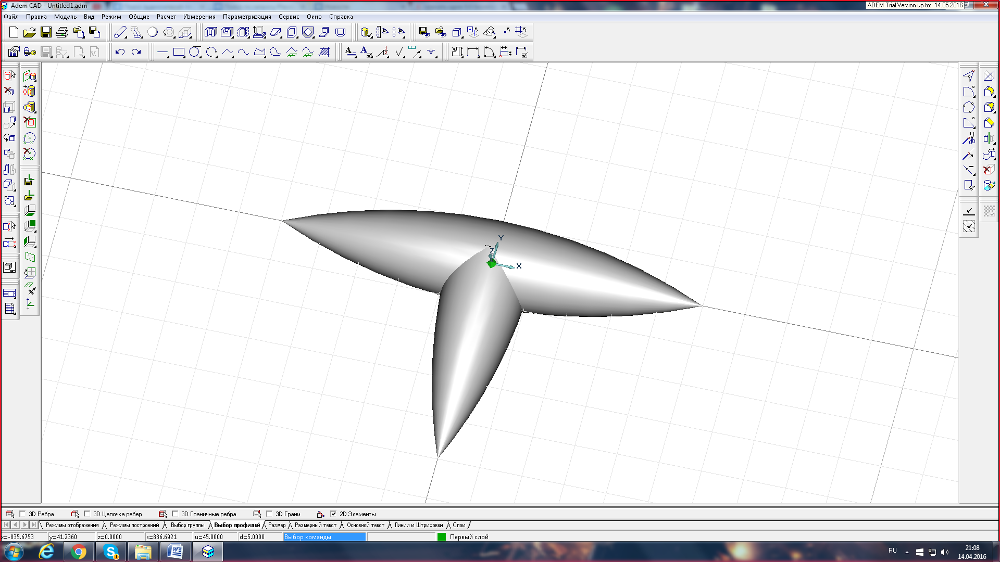 Adem CAD - Untitled1.adm
ADEM Trial Version up to: 14.05.2016
Файл Правка Модуль Вид Режим Общие Расчет Измерения Параметризация Сервис Окно Справка
Y
Z
X
3D Ребра 3D Цепочка ребер 3D Граничные ребра 3D Грани 2D Элементы
Режимы отображения Режимы построений Выбор группы Выбор профилей Размер Размерный текст Основной текст Линии и Штриховки Слои
x=-835.6753 y=41.2360 z=0.0000 s=836.6921 u=45.0000 d=5.0000 Выбор команды Первый слой
RU
21:08
14.04.2016